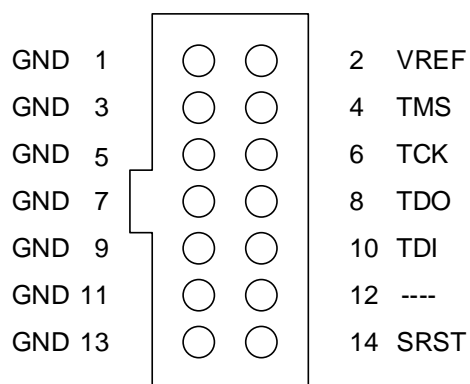 GND 1 2 VREF
GND 3 4 TMS
GND 5 6 TCK
GND 7 8 TDO
GND 9 10 TDI
GND 11 12 ----
GND 13 14 SRST